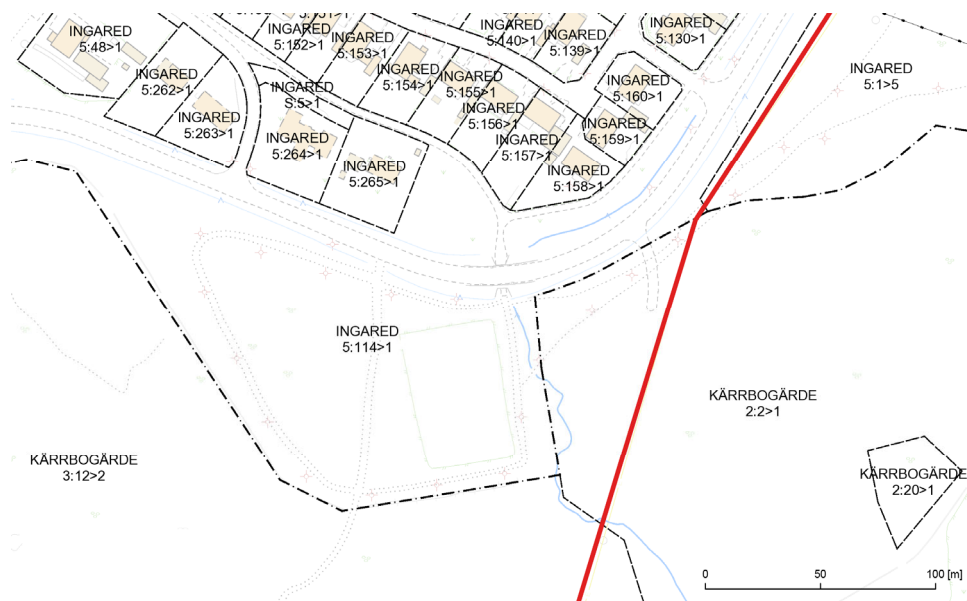 INGARED
5:48>1
INGARED
5:262>1
INGARED
5:263>1
5:152>1
INGARED
5:153>1
INGARED
5:154>1
INGARED
5:155>1
INGARED
5:156>1
INGARED
5:157>1
INGARED
5:158>1
INGARED
5:159>1
INGARED
5:160>1
INGARED
5:140>1
INGARED
5:139>1
INGARED
5:130>1
INGARED
5:1>5
INGARED
S:5>1
INGARED
5:264>1
INGARED
5:265>1
INGARED
5:114>1
KÄRRBOGÄRDE
2:2>1
KÄRRBOGÄRDE
3:12>2
KÄRRBOGÄRDE
2:20>1
0 50 100 [m]